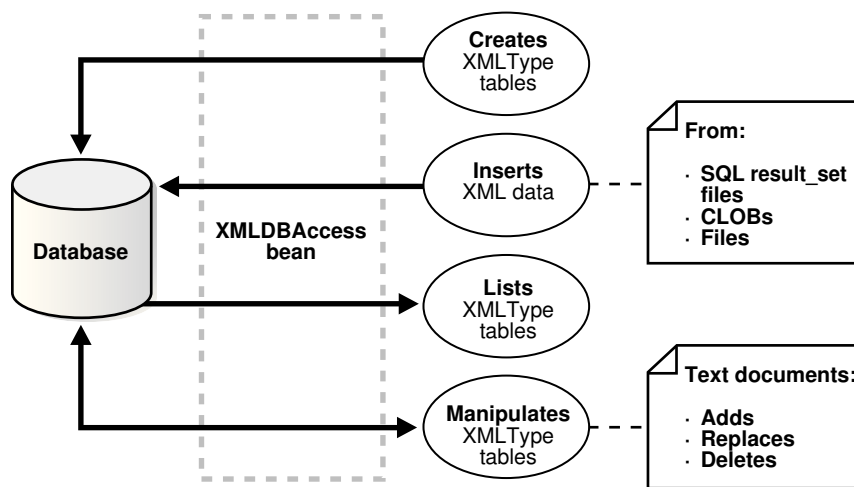 Creates
XMLType
tables
From:
· SQL result_set
files
· CLOBs
· Files
Inserts
XML data
Database
XMLDBAccess
bean
Lists
XMLType
tables
Text documents:
· Adds
· Replaces
· Deletes
Manipulates
XMLType
tables